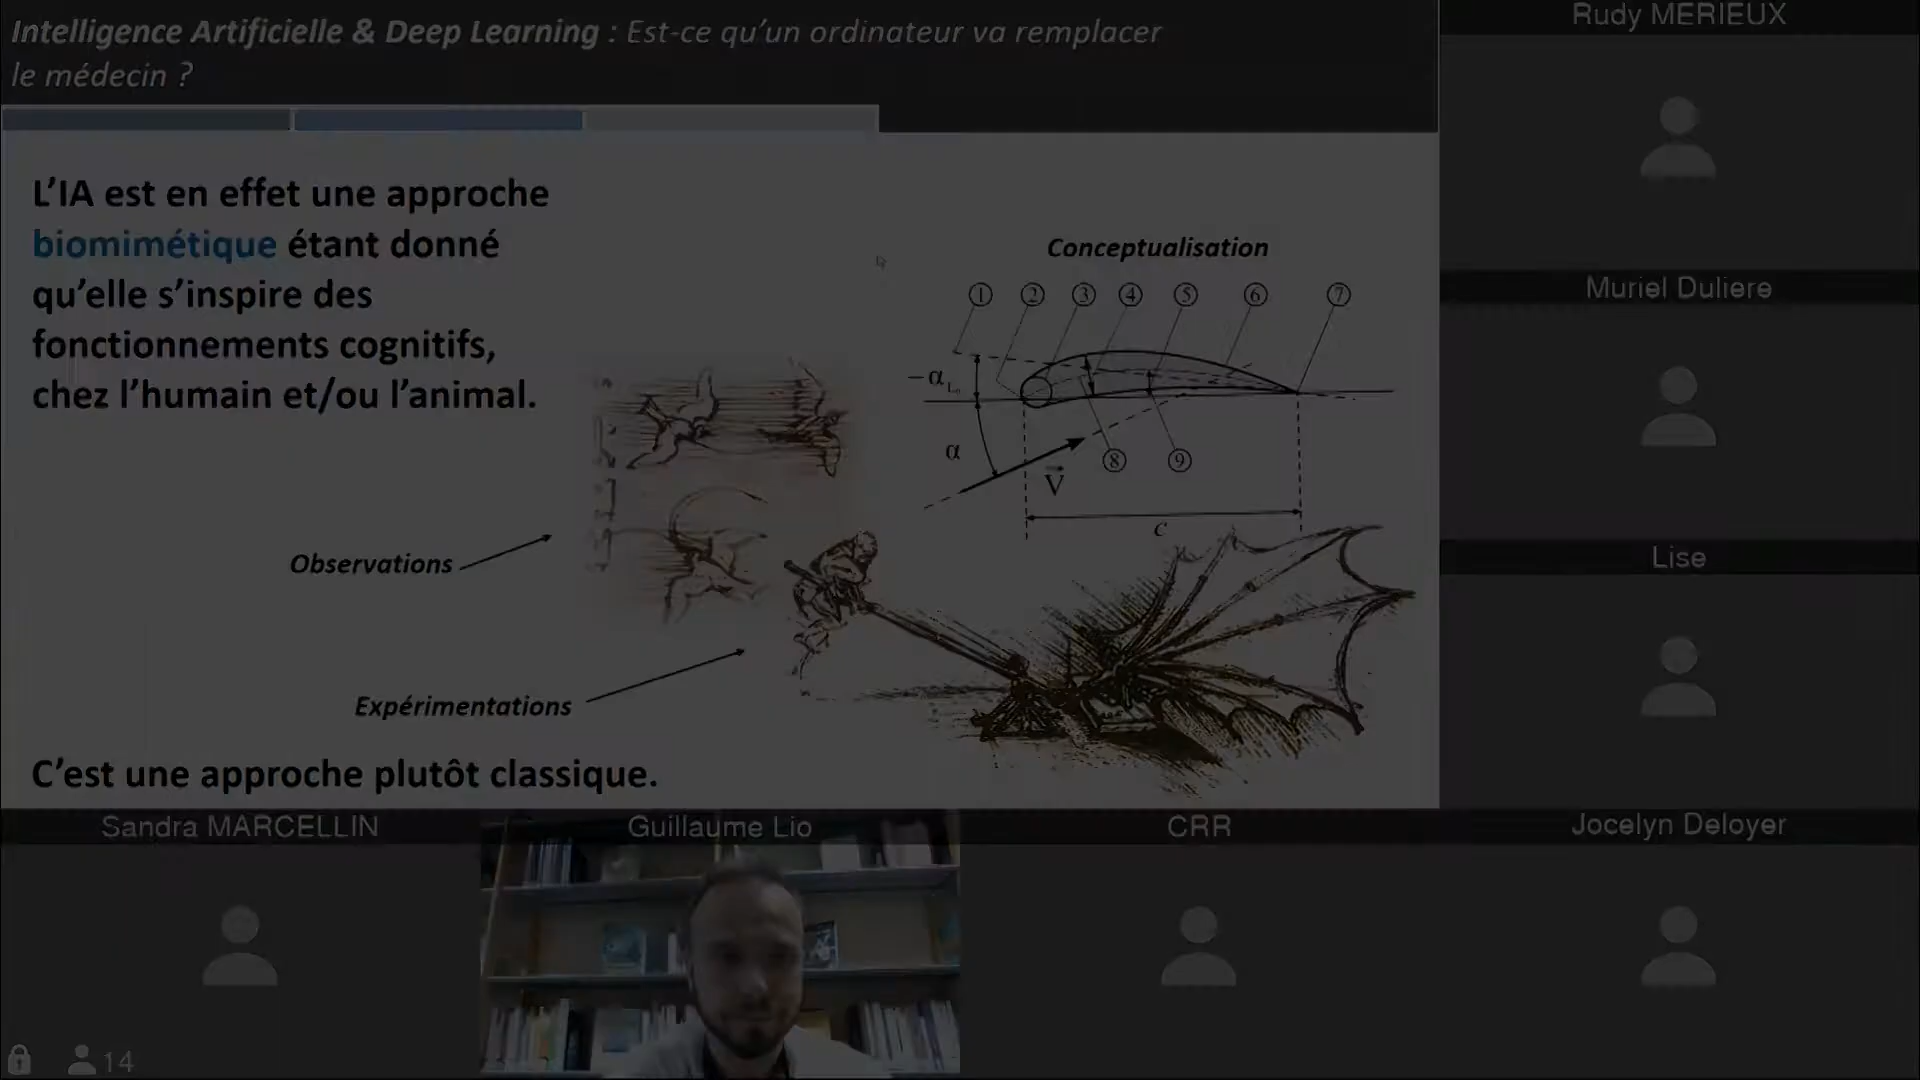 Intelligence Artificielle & Deep Learning : Est-ce qu'un ordinateur va remplacer
le médecin ?
Rudy MERIEUX
L'IA est en effet une approche
biomimétique étant donné
qu'elle s'inspire des
fonctionnements cognitifs,
chez l'humain et/ou l'animal.
Conceptualisation
1 2 3 4 5 6 7
-α L₀
α
V
8 9
c
Observations
Expérimentations
C'est une approche plutôt classique.
Muriel Duliere
Lise
Sandra MARCELLIN
Guillaume Lio
CRR
Jocelyn Deloyer
14